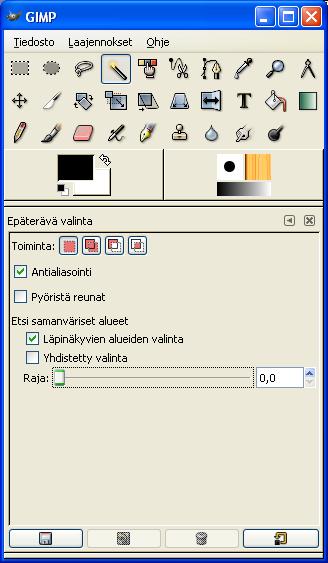 GIMP
Tiedosto Laajennokset Ohje
T
Epäterävä valinta
Toiminta:
Antialiasointi
Pyöristä reunat
Etsi samanväriset alueet
Läpinäkyvien alueiden valinta
Yhdistetty valinta
Raja: 0,0